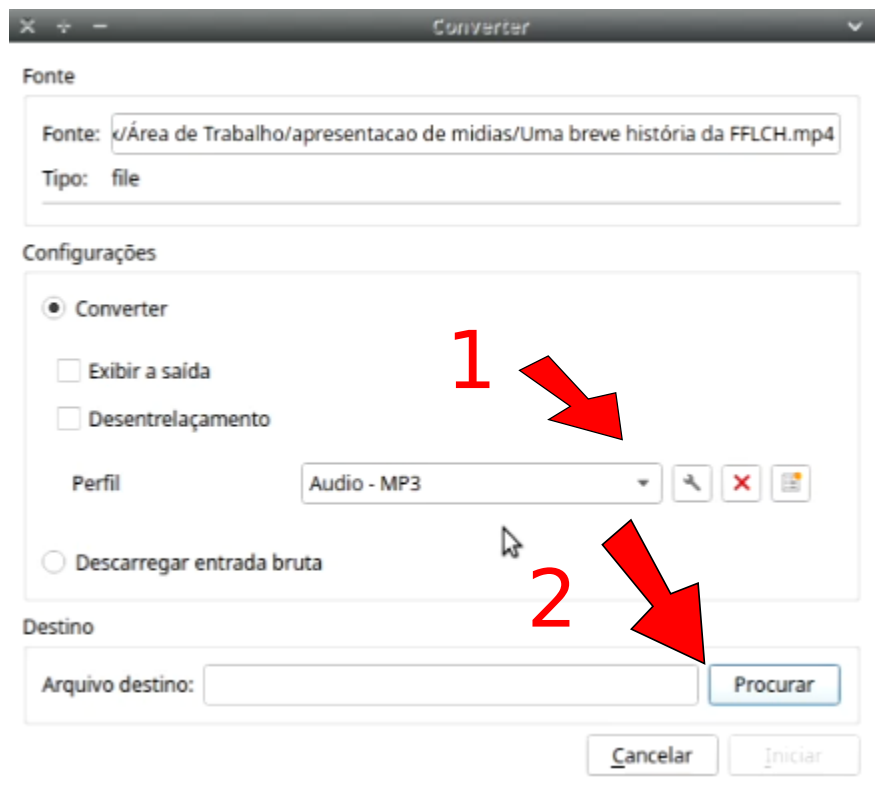 Converter
Fonte
Fonte: x/Área de Trabalho/apresentacao de midias/Uma breve história da FFLCH.mp4
Tipo: file
Configurações
Converter
1
Exibir a saída
Desentrelaçamento
Perfil Audio - MP3
2
Descarregar entrada bruta
Destino
Arquivo destino: Procurar
Cancelar Iniciar